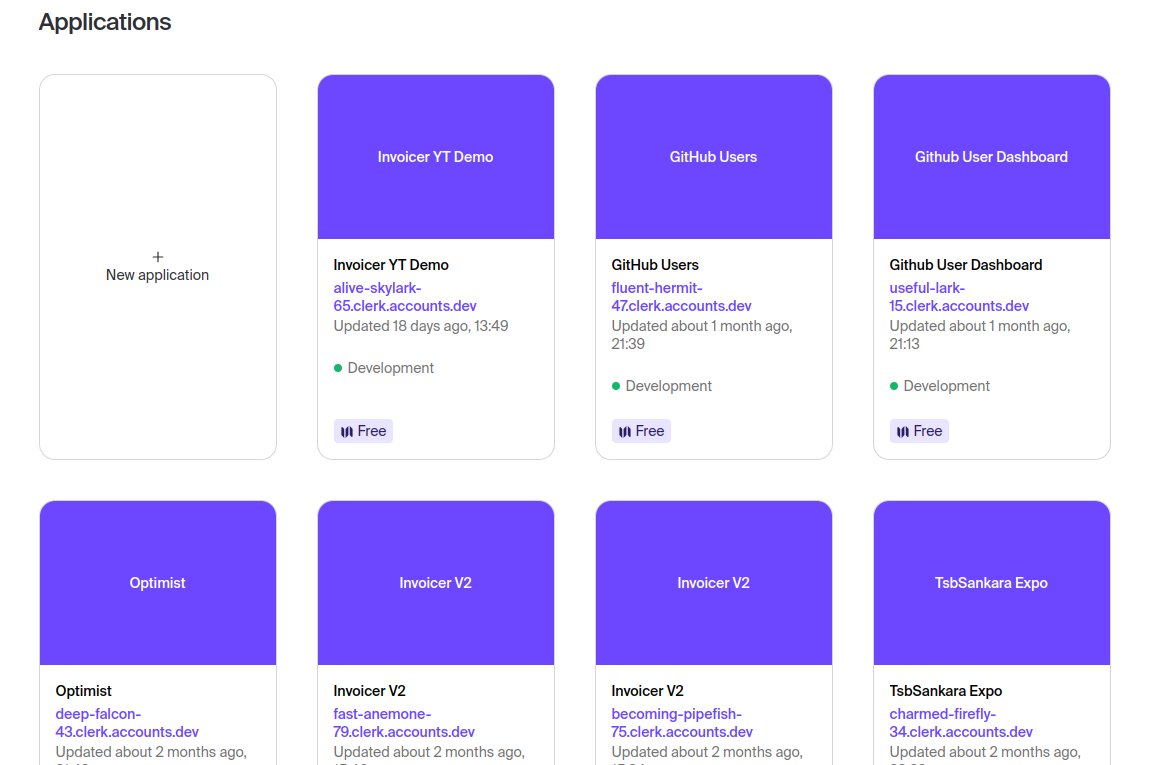 Applications
+
New application
Invoicer YT Demo
Invoicer YT Demo
alive-skylark-
65.clerk.accounts.dev
Updated 18 days ago, 13:49
Development
Free
GitHub Users
GitHub Users
fluent-hermit-
47.clerk.accounts.dev
Updated about 1 month ago,
21:39
Development
Free
Github User Dashboard
Github User Dashboard
useful-lark-
15.clerk.accounts.dev
Updated about 1 month ago,
21:13
Development
Free
Optimist
Optimist
deep-falcon-
43.clerk.accounts.dev
Updated about 2 months ago,
Invoicer V2
Invoicer V2
fast-anemone-
79.clerk.accounts.dev
Updated about 2 months ago,
Invoicer V2
Invoicer V2
becoming-pipefish-
75.clerk.accounts.dev
Updated about 2 months ago,
TsbSankara Expo
TsbSankara Expo
charmed-firefly-
34.clerk.accounts.dev
Updated about 2 months ago,